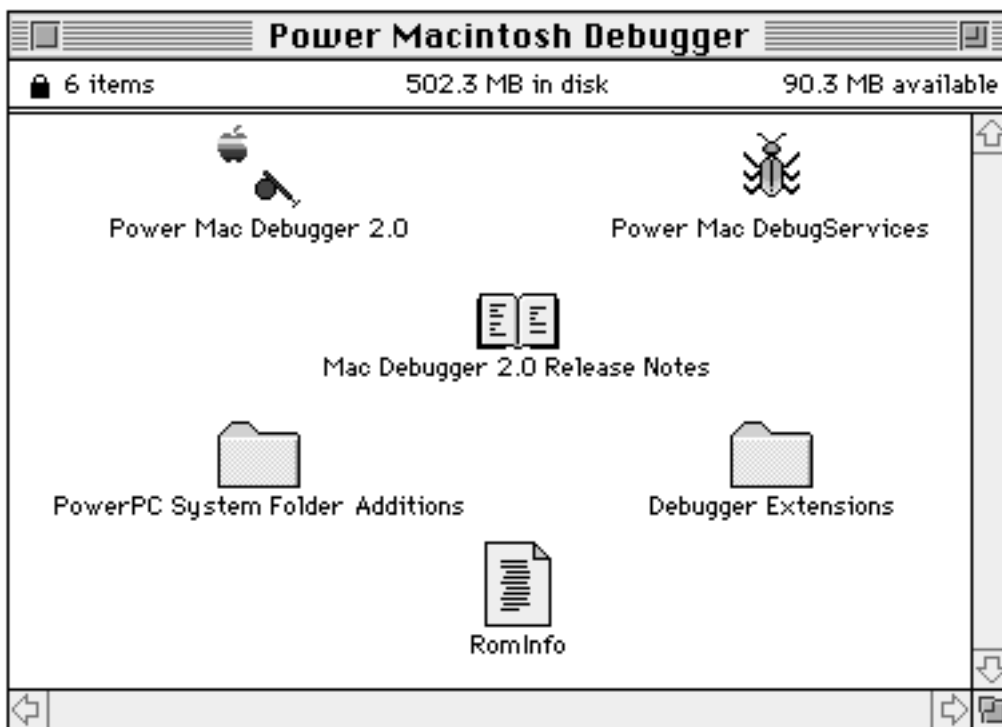 Power Macintosh Debugger
6 items 502.3 MB in disk 90.3 MB available
Power Mac Debugger 2.0 Power Mac DebugServices
Mac Debugger 2.0 Release Notes
PowerPC System Folder Additions Debugger Extensions
RomInfo